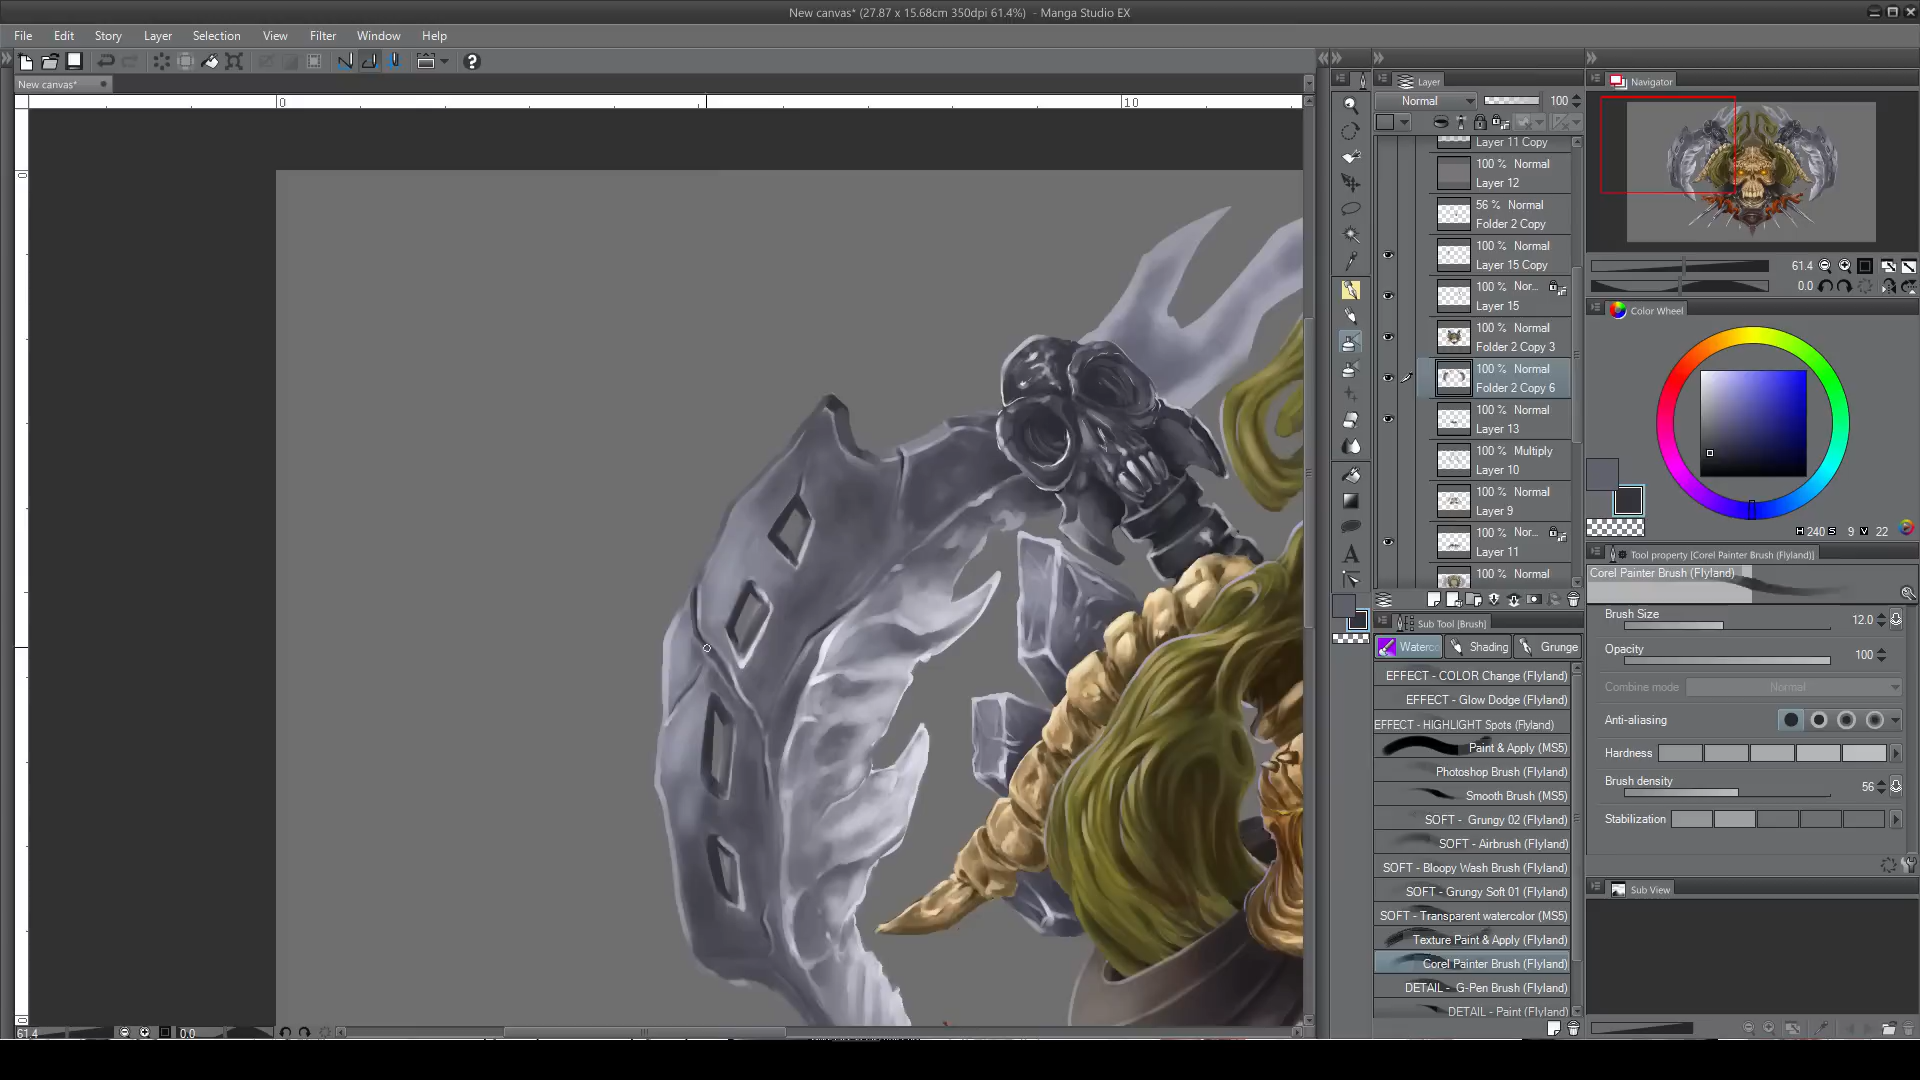 New canvas* (27.87 x 15.68cm 350dpi 61.4%) - Manga Studio EX
File Edit Story Layer Selection View Filter Window Help
New canvas*
0
10
0
61.4
0.0
Layer
Normal
100
Layer 11 Copy
100 % Normal
Layer 12
56 % Normal
Folder 2 Copy
100 % Normal
Layer 15 Copy
100 % Nor...
Layer 15
100 % Normal
Folder 2 Copy 3
100 % Normal
Folder 2 Copy 6
100 % Normal
Layer 13
100 % Multiply
Layer 10
100 % Normal
Layer 9
100 % Nor...
Layer 11
100 % Normal
Sub Tool [Brush]
Waterc
Shading
Grunge
EFFECT - COLOR Change (Flyland)
EFFECT - Glow Dodge (Flyland)
EFFECT - HIGHLIGHT Spots (Flyland)
Paint & Apply (MS5)
Photoshop Brush (Flyland)
Smooth Brush (MS5)
SOFT - Grungy 02 (Flyland)
SOFT - Airbrush (Flyland)
SOFT - Bloopy Wash Brush (Flyland)
SOFT - Grungy Soft 01 (Flyland)
SOFT - Transparent watercolor (MS5)
Texture Paint & Apply (Flyland)
Corel Painter Brush (Flyland)
DETAIL - G-Pen Brush (Flyland)
DETAIL - Paint (Flyland)
Navigator
61.4
0.0
Color Wheel
H 240 S 9 V 22
Tool property [Corel Painter Brush (Flyland)]
Corel Painter Brush (Flyland)
Brush Size
12.0
Opacity
100
Combine mode
Normal
Anti-aliasing
Hardness
Brush density
56
Stabilization
Sub View